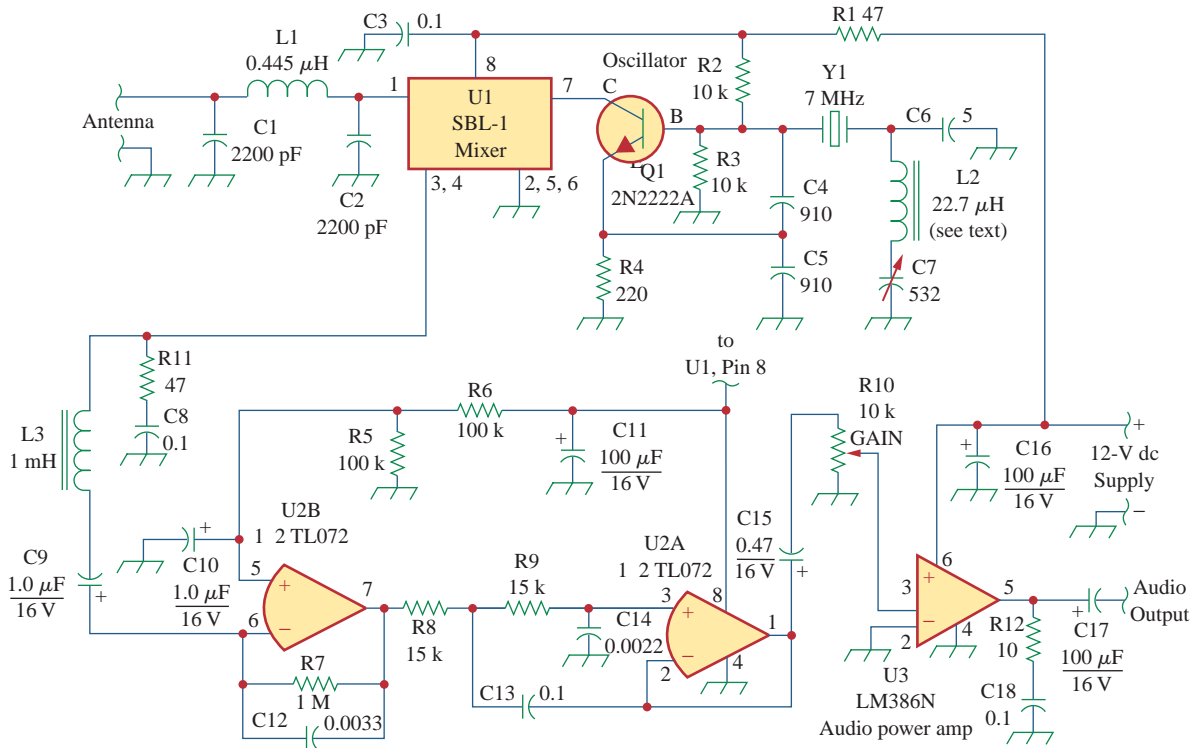 C3
0.1
R1 47
L1
0.445 μH
8
Oscillator
R2
10 k
Y1
7 MHz
C6
5
1
U1
SBL-1
Mixer
7
C
B
E
Q1
2N2222A
Antenna
C1
2200 pF
C2
2200 pF
3, 4
2, 5, 6
R3
10 k
C4
910
L2
22.7 μH
(see text)
R4
220
C5
910
C7
532
R11
47
C8
0.1
L3
1 mH
R6
100 k
R5
100 k
C11
100 μF
16 V
to
U1, Pin 8
R10
10 k
GAIN
C16
100 μF
16 V
+
12-V dc
Supply
−
+
+
C9
1.0 μF
16 V
+
C10
1.0 μF
16 V
+
1
U2B
2 TL072
5
+
6
−
7
R8
15 k
R9
15 k
U2A
1 2 TL072
C14
0.0022
3
+
2
−
8
4
1
C15
0.47
16 V
+
R7
1 M
C12
0.0033
C13
0.1
3
+
6
2
−
5
4
U3
LM386N
Audio power amp
R12
10
C18
0.1
+
C17
100 μF
16 V
Audio
Output